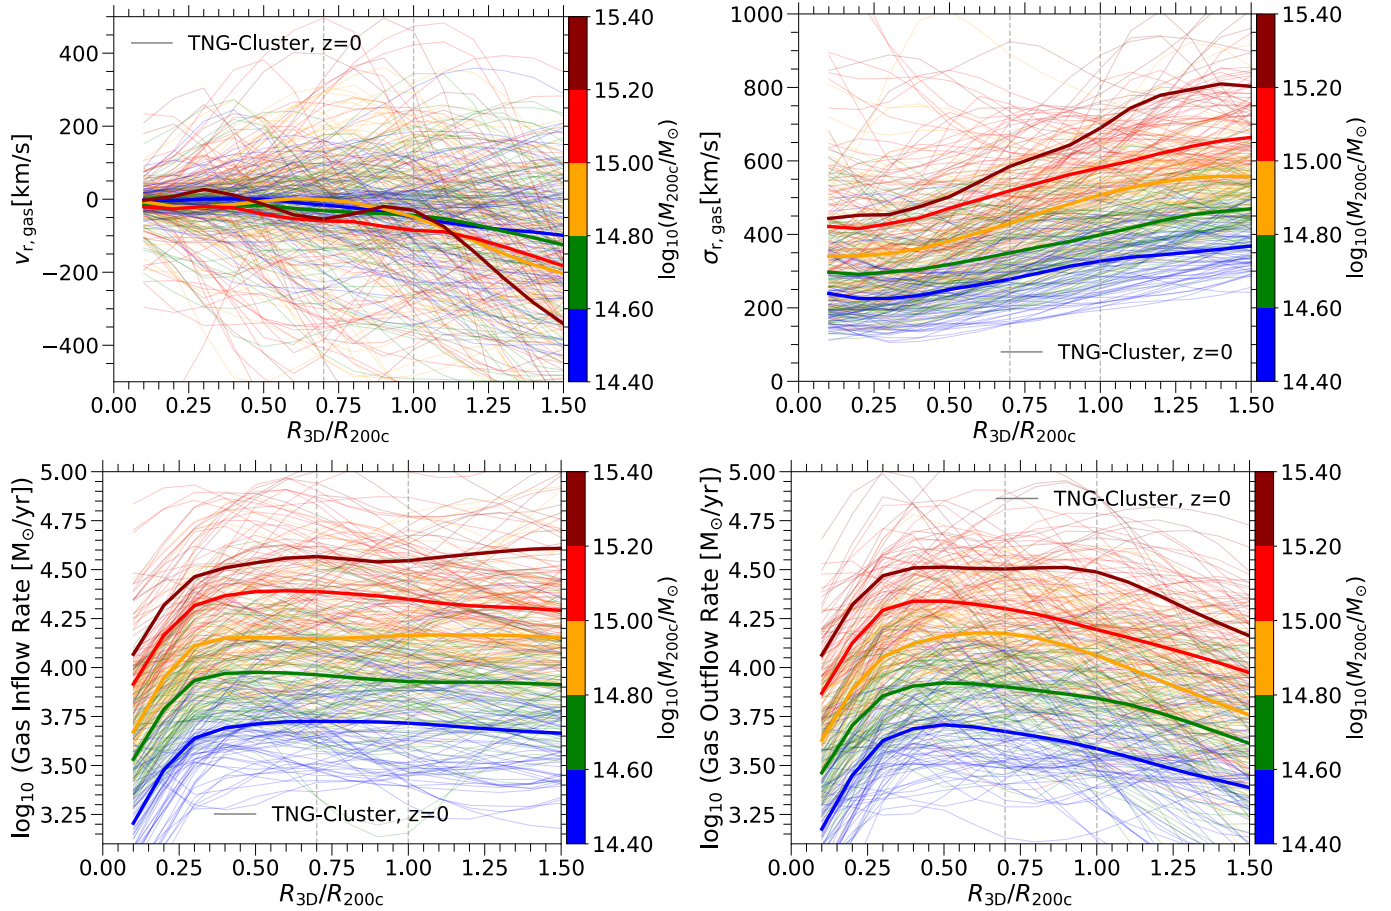 TNG-Cluster, z=0
400
200
0
−200
−400
v_r,gas[km/s]
0.00 0.25 0.50 0.75 1.00 1.25 1.50
R_3D/R_200c
15.40
15.20
15.00
14.80
14.60
14.40
log_10(M_200c/M_⊙)
1000
800
600
400
200
0
σ_r,gas[km/s]
TNG-Cluster, z=0
0.00 0.25 0.50 0.75 1.00 1.25 1.50
R_3D/R_200c
15.40
15.20
15.00
14.80
14.60
14.40
log_10(M_200c/M_⊙)
5.00
4.75
4.50
4.25
4.00
3.75
3.50
3.25
log_10 (Gas Inflow Rate [M_⊙/yr])
TNG-Cluster, z=0
0.00 0.25 0.50 0.75 1.00 1.25 1.50
R_3D/R_200c
15.40
15.20
15.00
14.80
14.60
14.40
log_10(M_200c/M_⊙)
5.00
4.75
4.50
4.25
4.00
3.75
3.50
3.25
log_10 (Gas Outflow Rate [M_⊙/yr])
TNG-Cluster, z=0
0.00 0.25 0.50 0.75 1.00 1.25 1.50
R_3D/R_200c
15.40
15.20
15.00
14.80
14.60
14.40
log_10(M_200c/M_⊙)